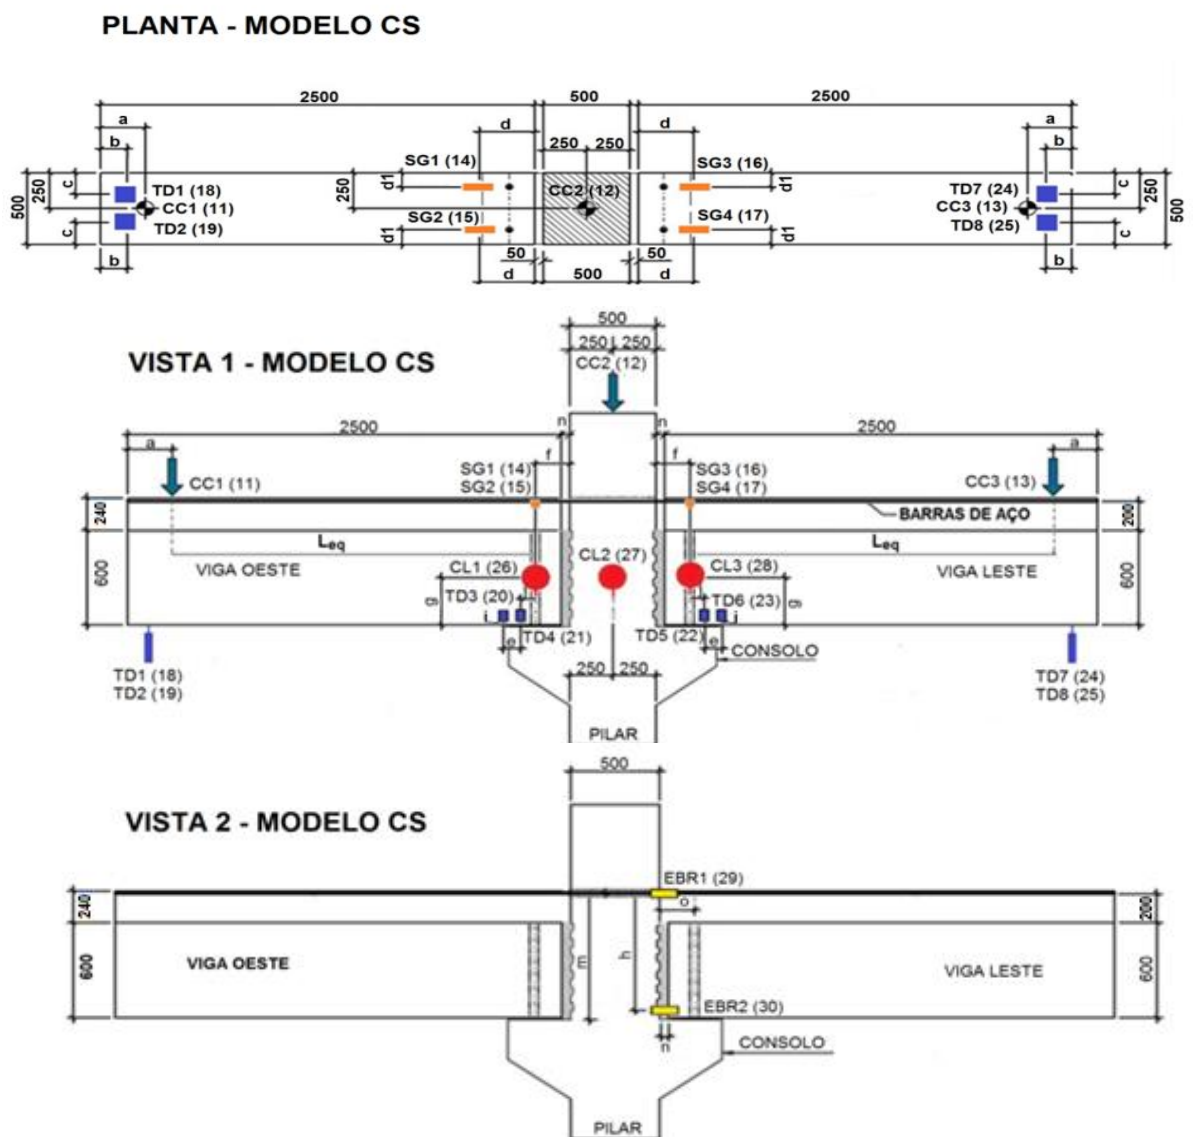 PLANTA - MODELO CS
2500 500 2500
a d d a
b 250 250 b
SG1 (14) SG3 (16)
500 250 c TD1 (18) 250 d1 CC2 (12) d1 TD7 (24) c 250 500
CC1 (11) CC3 (13)
c TD2 (19) SG2 (15) d1 SG4 (17) d1 TD8 (25) c
b 50 50 b
d 500 d
500
250 250
VISTA 1 - MODELO CS
CC2 (12)
2500 n n 2500
a f f a
SG1 (14) SG3 (16)
CC1 (11) SG2 (15) SG4 (17) CC3 (13)
240 BARRAS DE AÇO 200
Leq Leq
600 VIGA OESTE CL1 (26) CL2 (27) CL3 (28) VIGA LESTE 600
g TD3 (20) TD6 (23) g
i i
TD4 (21) TD5 (22)
e e CONSOLO
TD1 (18) 250 250 TD7 (24)
TD2 (19) TD8 (25)
PILAR
500
VISTA 2 - MODELO CS
EBR1 (29)
240 o 200
600 VIGA OESTE m h VIGA LESTE 600
EBR2 (30)
n CONSOLO
PILAR